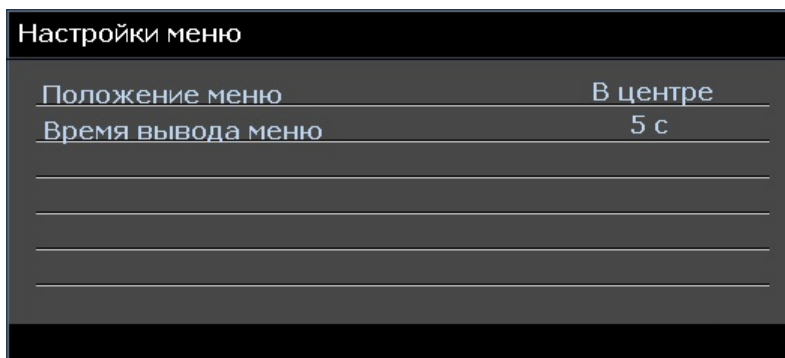 Настройки меню
Положение меню В центре
Время вывода меню 5 с